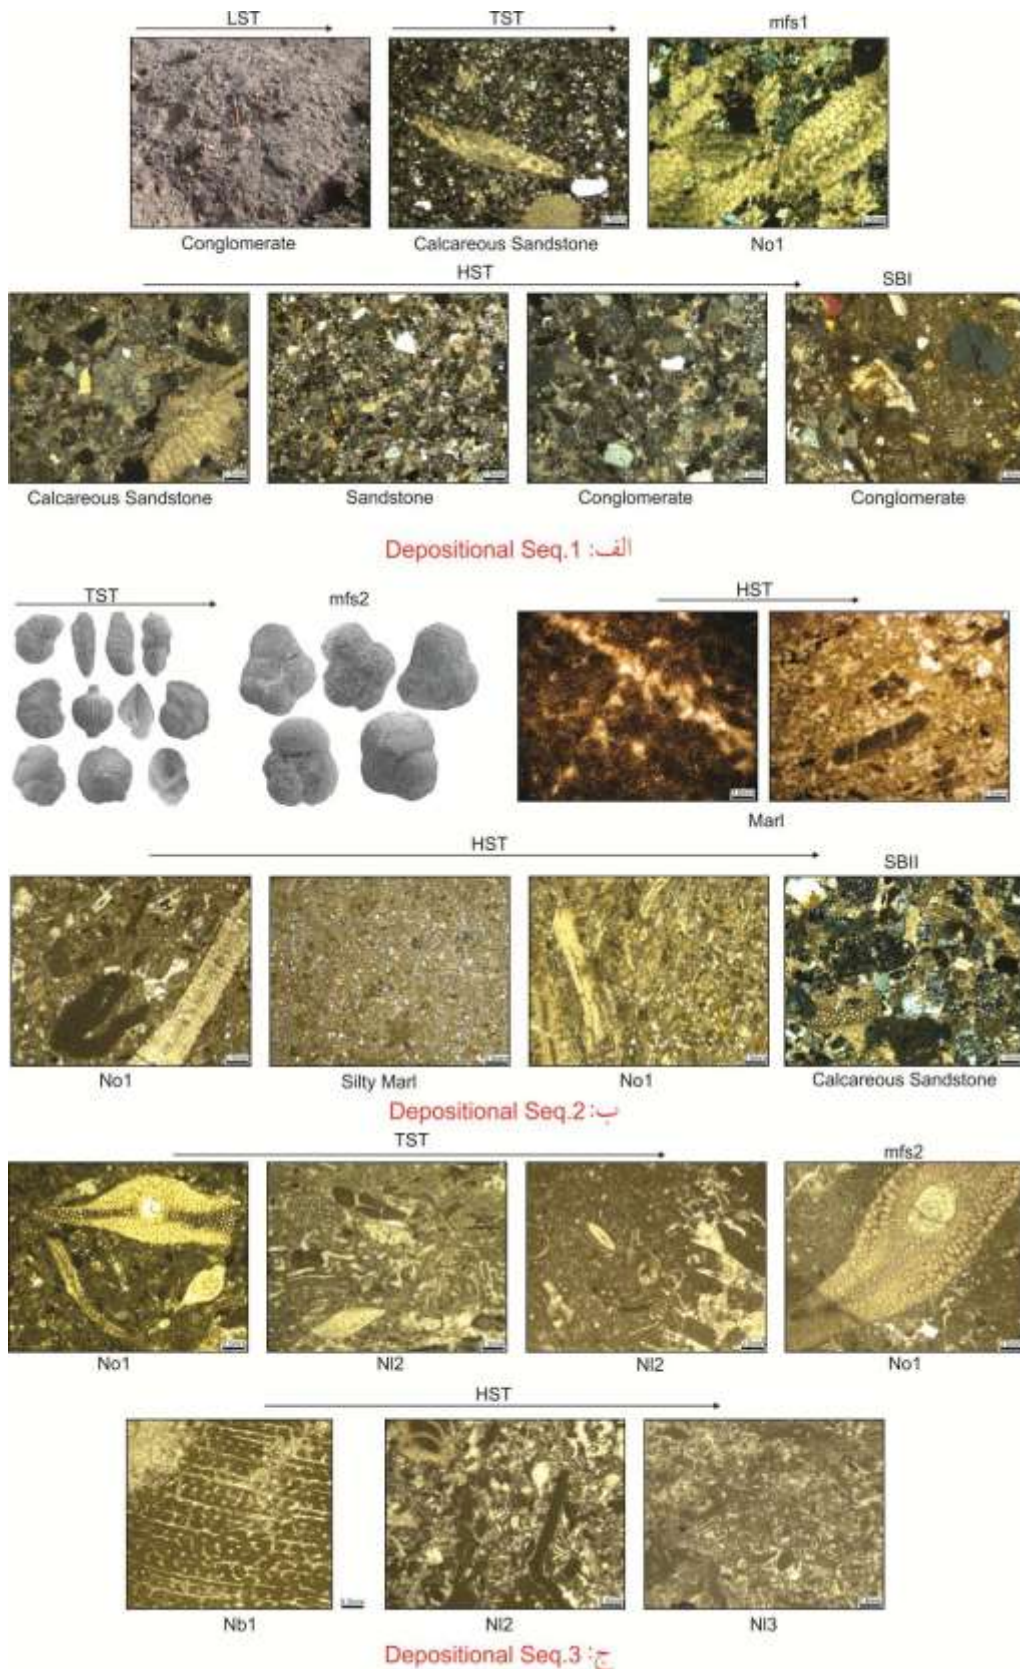 LST TST mfs1
Conglomerate Calcareous Sandstone No1
HST SBI
Calcareous Sandstone Sandstone Conglomerate Conglomerate
الف: Depositional Seq.1
TST mfs2 HST
Marl
HST SBII
No1 Silty Marl No1 Calcareous Sandstone
ب: Depositional Seq.2
TST mfs2
No1 Nl2 Nl2 No1
HST
Nb1 Nl2 Nl3
ج: Depositional Seq.3